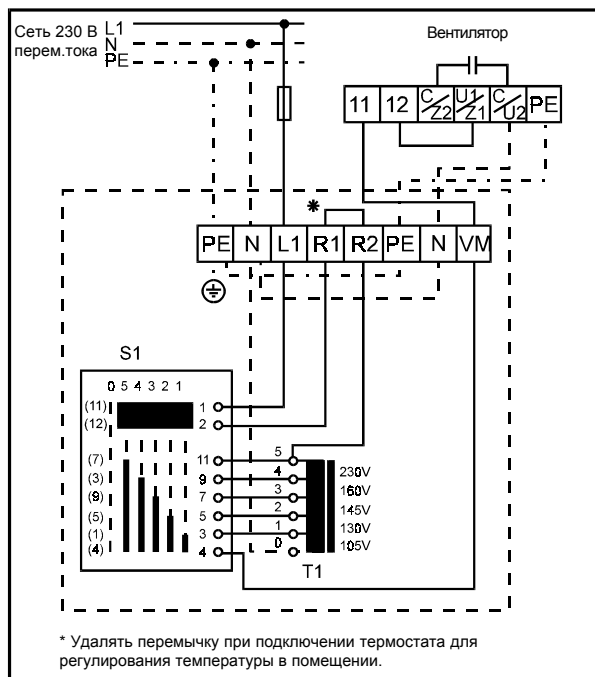 Сеть 230 В L1
перем.тока N
PE
Вентилятор
11 12 C/Z2 U1/Z1 C/U2 PE
*
PE N L1 R1 R2 PE N VM
S1
0 5 4 3 2 1
(11) 1
(12) 2
(7) 11 5
(3) 9 4 230V
(9) 7 3 160V
(5) 5 2 145V
(1) 3 1 130V
(4) 4 0 105V
T1
* Удалять перемычку при подключении термостата для
регулирования температуры в помещении.